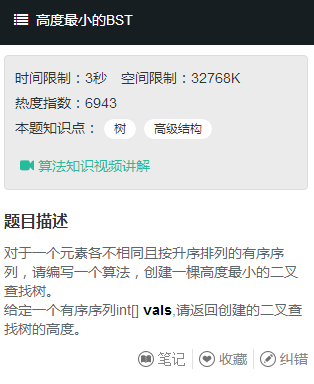 高度最小的BST
时间限制：3秒 空间限制：32768K
热度指数：6943
本题知识点： 树 高级结构
算法知识视频讲解
题目描述
对于一个元素各不相同且按升序排列的有序序
列，请编写一个算法，创建一棵高度最小的二叉
查找树。
给定一个有序序列int[] vals,请返回创建的二叉查
找树的高度。
笔记 收藏 纠错